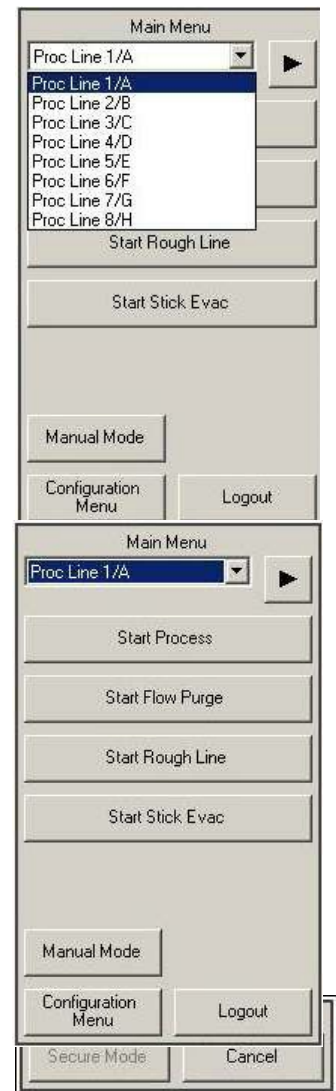 Main Menu
Proc Line 1/A
Proc Line 1/A
Proc Line 2/B
Proc Line 3/C
Proc Line 4/D
Proc Line 5/E
Proc Line 6/F
Proc Line 7/G
Proc Line 8/H
Start Rough Line
Start Stick Evac
Manual Mode
Configuration
Menu
Logout
Main Menu
Proc Line 1/A
Start Process
Start Flow Purge
Start Rough Line
Start Stick Evac
Manual Mode
Configuration
Menu
Logout
Secure Mode
Cancel